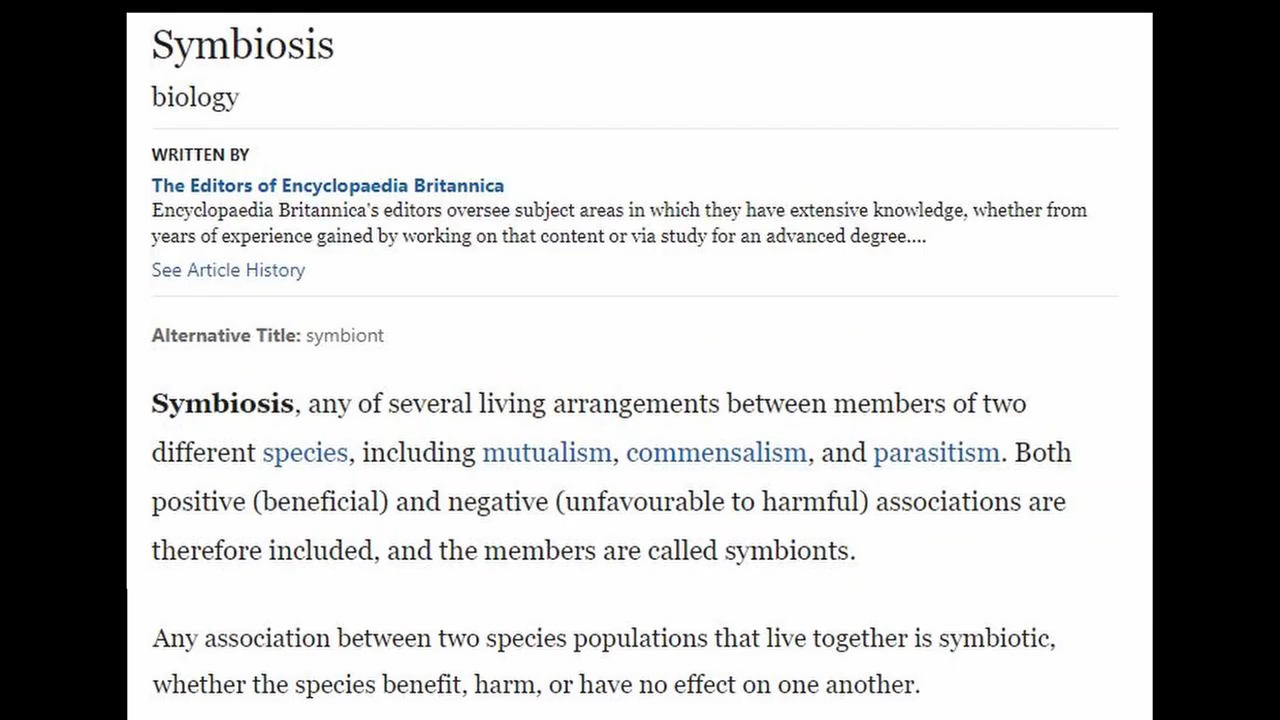 Symbiosis
biology
WRITTEN BY
The Editors of Encyclopaedia Britannica
Encyclopaedia Britannica's editors oversee subject areas in which they have extensive knowledge, whether from
years of experience gained by working on that content or via study for an advanced degree....
See Article History
Alternative Title: symbiont
Symbiosis, any of several living arrangements between members of two
different species, including mutualism, commensalism, and parasitism. Both
positive (beneficial) and negative (unfavourable to harmful) associations are
therefore included, and the members are called symbionts.
Any association between two species populations that live together is symbiotic,
whether the species benefit, harm, or have no effect on one another.